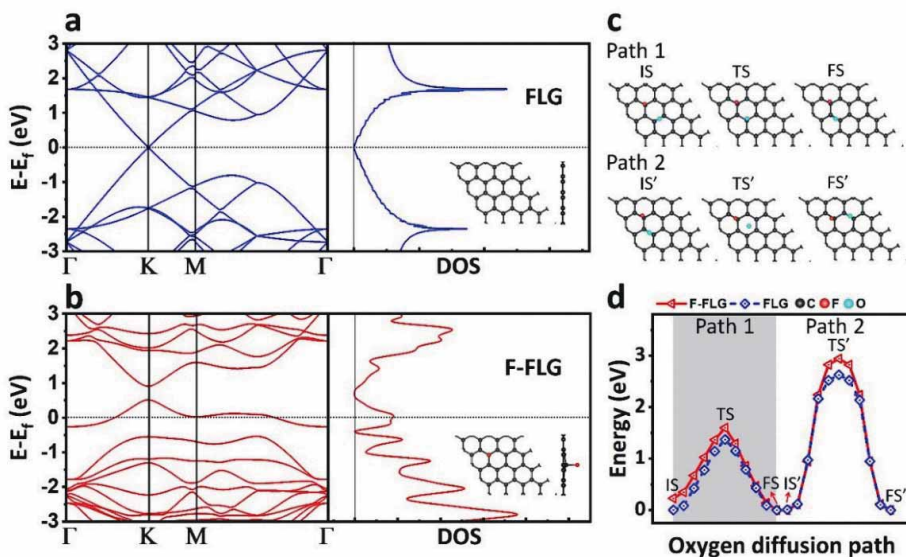 a
3
2
1
0
-1
-2
-3
E-Ef (eV)
Γ
K
M
Γ
FLG
DOS
b
3
2
1
0
-1
-2
-3
E-Ef (eV)
Γ
K
M
Γ
F-FLG
DOS
c
Path 1
IS
TS
FS
Path 2
IS'
TS'
FS'
d
F-FLG
FLG
C
F
O
Path 1
Path 2
TS'
TS
IS
FS
IS'
FS'
3
2
1
0
Energy (eV)
Oxygen diffusion path